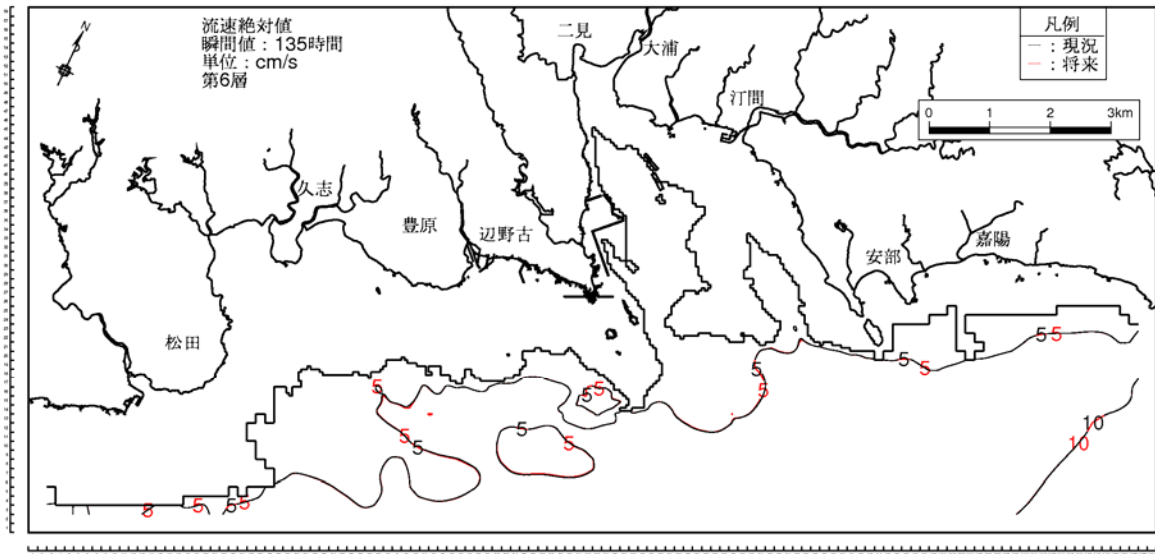 流速絶対値
瞬間値：135時間
単位：cm/s
第6層
N
凡例
― ：現況
― ：将来
0 1 2 3km
二見
大浦
汀間
久志
豊原
辺野古
安部
嘉陽
松田
5 5
5 5
5 5 5
5 5
5 5 5
5 10
5 10
5 5 5 5